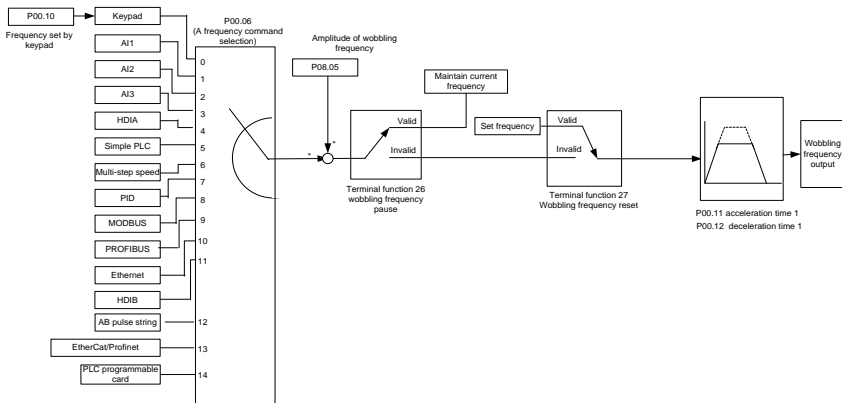 P00.10
Frequency set by
keypad
Keypad
AI1
AI2
AI3
HDIA
Simple PLC
Multi-step speed
PID
MODBUS
PROFIBUS
Ethernet
HDIB
AB pulse string
EtherCat/Profinet
PLC programmable
card
P00.06
(A frequency command
selection)
0
1
2
3
4
5
6
7
8
9
10
11
12
13
14
Amplitude of wobbling
frequency
P08.05
Maintain current
frequency
Valid
Invalid
Terminal function 26
wobbling frequency
pause
Set frequency
Valid
Invalid
Terminal function 27
Wobbling frequency reset
P00.11 acceleration time 1
P00.12 deceleration time 1
Wobbling
frequency
output